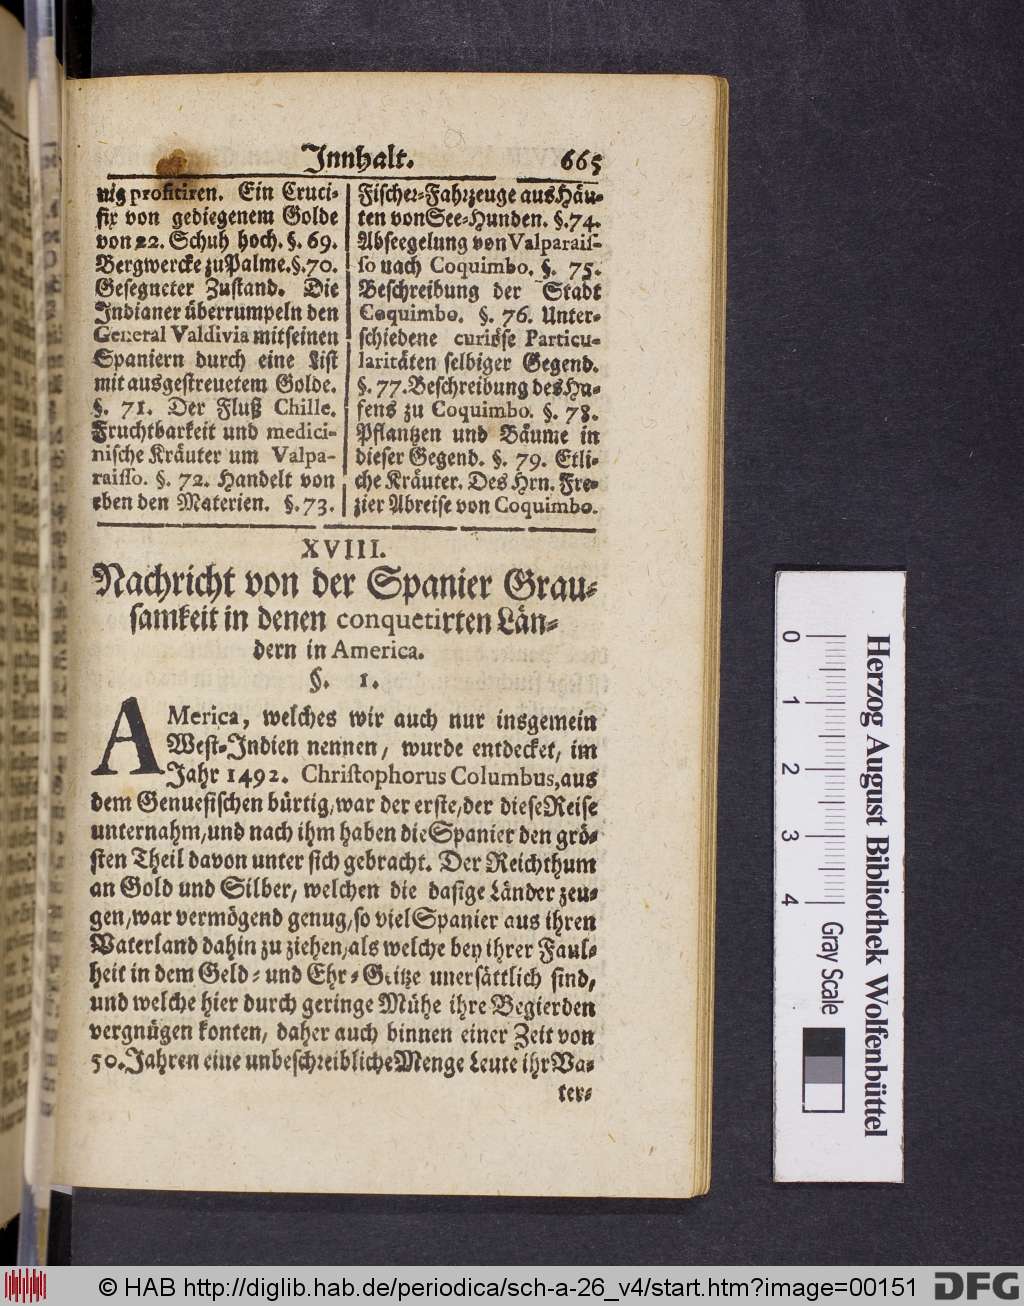 Innhalt. 665
nig profitiren. Ein Cruci-
fix von gediegenem Golde
von 22. Schuh hoch. §. 69.
Bergwercke zu Palme. §. 70.
Gesegneter Zustand. Die
Indianer überrumpeln den
General Valdivia mit seinen
Spaniern durch eine List
mit ausgestreuetem Golde.
§. 71. Der Fluß Chille.
Fruchtbarkeit und medici-
nische Kräuter um Valpa-
raisso. §. 72. Handelt von
eben den Materien. §. 73.
Fischer-Fahrzeuge aus Häu-
ten von See-Hunden. §. 74.
Abseegelung von Valparais-
so nach Coquimbo. §. 75.
Beschreibung der Stadt
Coquimbo. §. 76. Unter-
schiedene curiöse Particu-
laritäten selbiger Gegend.
§. 77. Beschreibung des Ha-
fens zu Coquimbo. §. 78.
Pflantzen und Bäume in
dieser Gegend. §. 79. Etli-
che Kräuter. Des Hrn. Fre-
zier Abreise von Coquimbo.
XVIII.
Nachricht von der Spanier Grau-
samkeit in denen conquetirten Län-
dern in America.
§. 1.
AMerica, welches wir auch nur insgemein
West-Indien nennen, wurde entdecket, im
Jahr 1492. Christophorus Columbus, aus
dem Genuesischen bürtig, war der erste, der diese Reise
unternahm, und nach ihm haben die Spanier den grö-
sten Theil davon unter sich gebracht. Der Reichthum
an Gold und Silber, welchen die dasige Länder zeu-
gen, war vermögend genug, so viel Spanier aus ihren
Vaterland dahin zu ziehen, als welche bey ihrer Faul-
heit in dem Geld- und Ehr-Geitze unersättlich sind,
und welche hier durch geringe Mühe ihre Begierden
vergnügen konten, daher auch binnen einer Zeit von
50. Jahren eine unbeschreibliche Menge Leute ihr Va-
ter-
0 1 2 3 4 Gray Scale
Herzog August Bibliothek Wolfenbüttel
© HAB http://diglib.hab.de/periodica/sch-a-26_v4/start.htm?image=00151 DFG